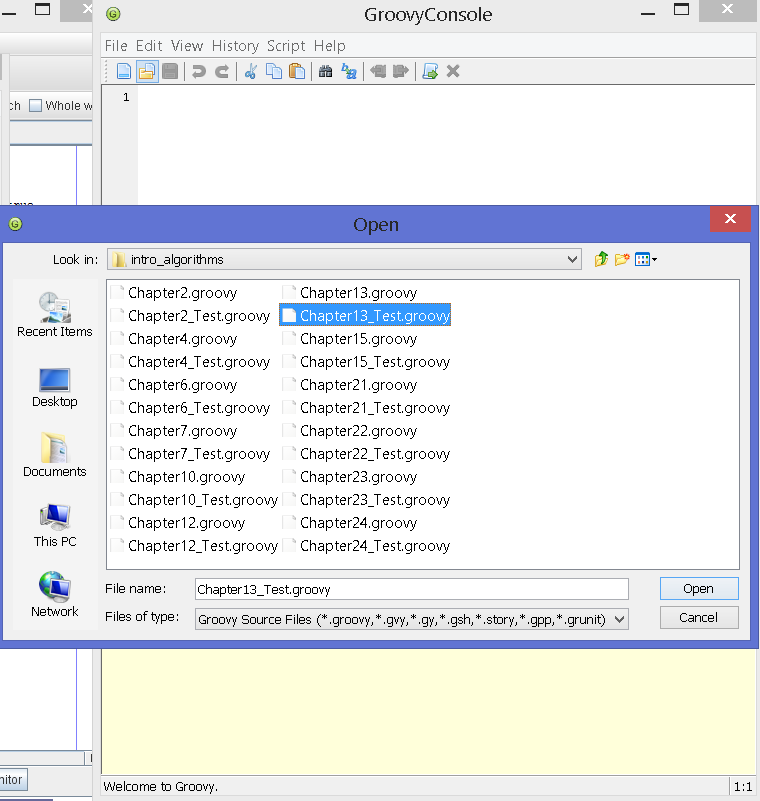 GroovyConsole
File Edit View History Script Help
1
ch Whole w
Open
Look in: intro_algorithms
Recent Items
Desktop
Documents
This PC
Network
Chapter2.groovy
Chapter2_Test.groovy
Chapter4.groovy
Chapter4_Test.groovy
Chapter6.groovy
Chapter6_Test.groovy
Chapter7.groovy
Chapter7_Test.groovy
Chapter10.groovy
Chapter10_Test.groovy
Chapter12.groovy
Chapter12_Test.groovy
Chapter13.groovy
Chapter13_Test.groovy
Chapter15.groovy
Chapter15_Test.groovy
Chapter21.groovy
Chapter21_Test.groovy
Chapter22.groovy
Chapter22_Test.groovy
Chapter23.groovy
Chapter23_Test.groovy
Chapter24.groovy
Chapter24_Test.groovy
File name: Chapter13_Test.groovy Open
Files of type: Groovy Source Files (*.groovy,*.gvy,*.gy,*.gsh,*.story,*.gpp,*.grunit) Cancel
nitor
Welcome to Groovy. 1:1